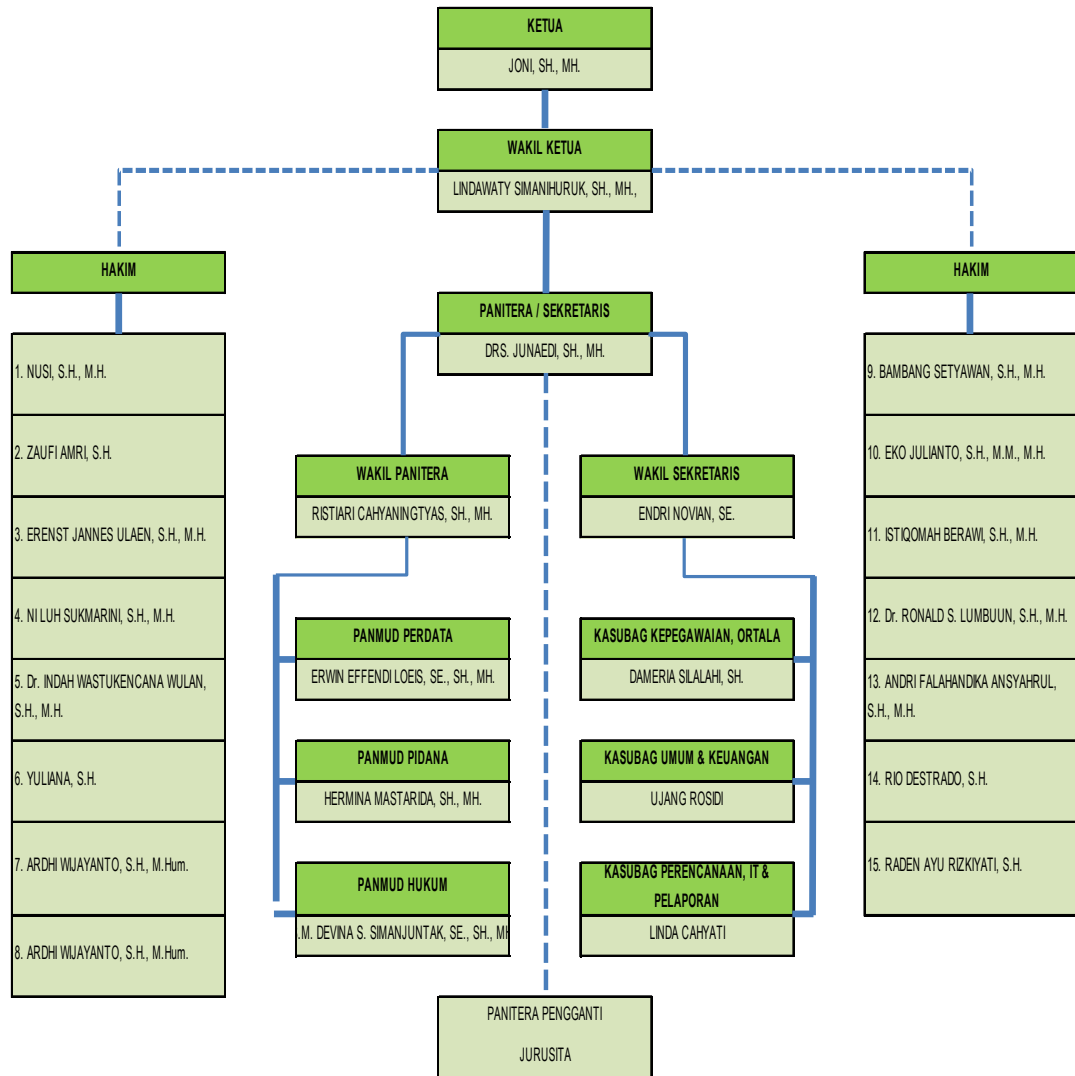 KETUA
JONI, SH., MH.
WAKIL KETUA
LINDAWATY SIMANIHURUK, SH., MH.,
HAKIM
1. NUSI, S.H., M.H.
2. ZAUFI AMRI, S.H.
3. ERENST JANNES ULAEN, S.H., M.H.
4. NI LUH SUKMARINI, S.H., M.H.
5. Dr. INDAH WASTUKENCANA WULAN,
S.H., M.H.
6. YULIANA, S.H.
7. ARDHI WIJAYANTO, S.H., M.Hum.
8. ARDHI WIJAYANTO, S.H., M.Hum.
PANITERA / SEKRETARIS
DRS. JUNAEDI, SH., MH.
WAKIL PANITERA
RISTIARI CAHYANINGTYAS, SH., MH.
PANMUD PERDATA
ERWIN EFFENDI LOEIS, SE., SH., MH.
PANMUD PIDANA
HERMINA MASTARIDA, SH., MH.
PANMUD HUKUM
.M. DEVINA S. SIMANJUNTAK, SE., SH., MH
WAKIL SEKRETARIS
ENDRI NOVIAN, SE.
KASUBAG KEPEGAWAIAN, ORTALA
DAMERIA SILALAHI, SH.
KASUBAG UMUM & KEUANGAN
UJANG ROSIDI
KASUBAG PERENCANAAN, IT &
PELAPORAN
LINDA CAHYATI
PANITERA PENGGANTI
JURUSITA
HAKIM
9. BAMBANG SETYAWAN, S.H., M.H.
10. EKO JULIANTO, S.H., M.M., M.H.
11. ISTIQOMAH BERAWI, S.H., M.H.
12. Dr. RONALD S. LUMBUUN, S.H., M.H.
13. ANDRI FALAHANDIKA ANSYAHRUL,
S.H., M.H.
14. RIO DESTRADO, S.H.
15. RADEN AYU RIZKIYATI, S.H.